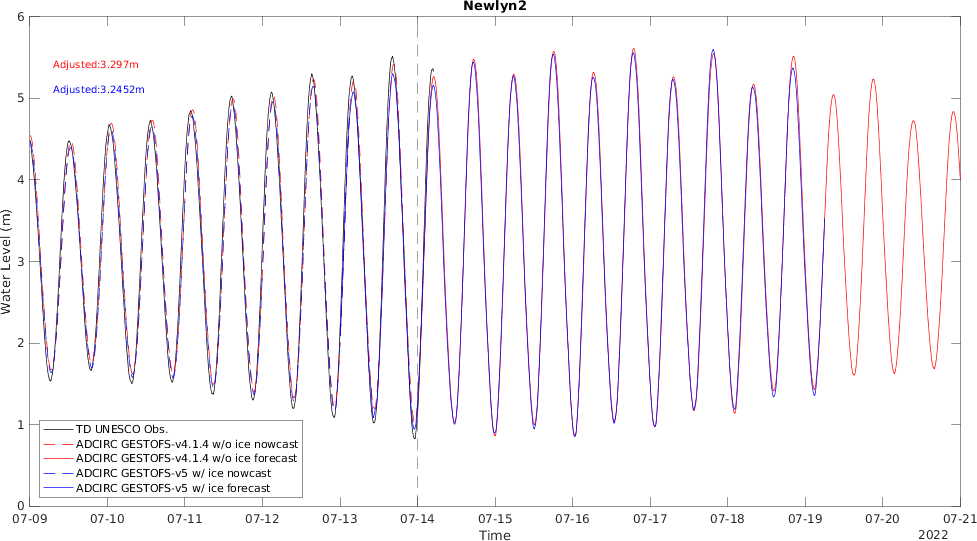 Newlyn2
6
5
4
3
2
1
0
Water Level (m)
Adjusted:3.297m
Adjusted:3.2452m
TD UNESCO Obs.
ADCIRC GESTOFS-v4.1.4 w/o ice nowcast
ADCIRC GESTOFS-v4.1.4 w/o ice forecast
ADCIRC GESTOFS-v5 w/ ice nowcast
ADCIRC GESTOFS-v5 w/ ice forecast
07-09 07-10 07-11 07-12 07-13 07-14 07-15 07-16 07-17 07-18 07-19 07-20 07-21
Time
2022